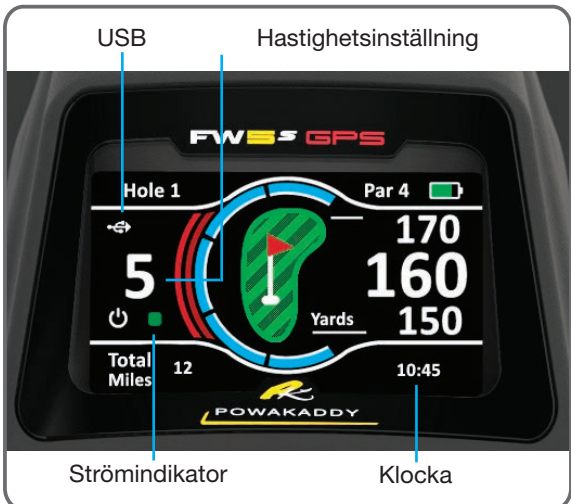 USB Hastighetsinställning
FW5s GPS
Hole 1 Par 4
170
5 160
Yards 150
Total Miles 12 10:45
POWAKADDY
Strömindikator Klocka